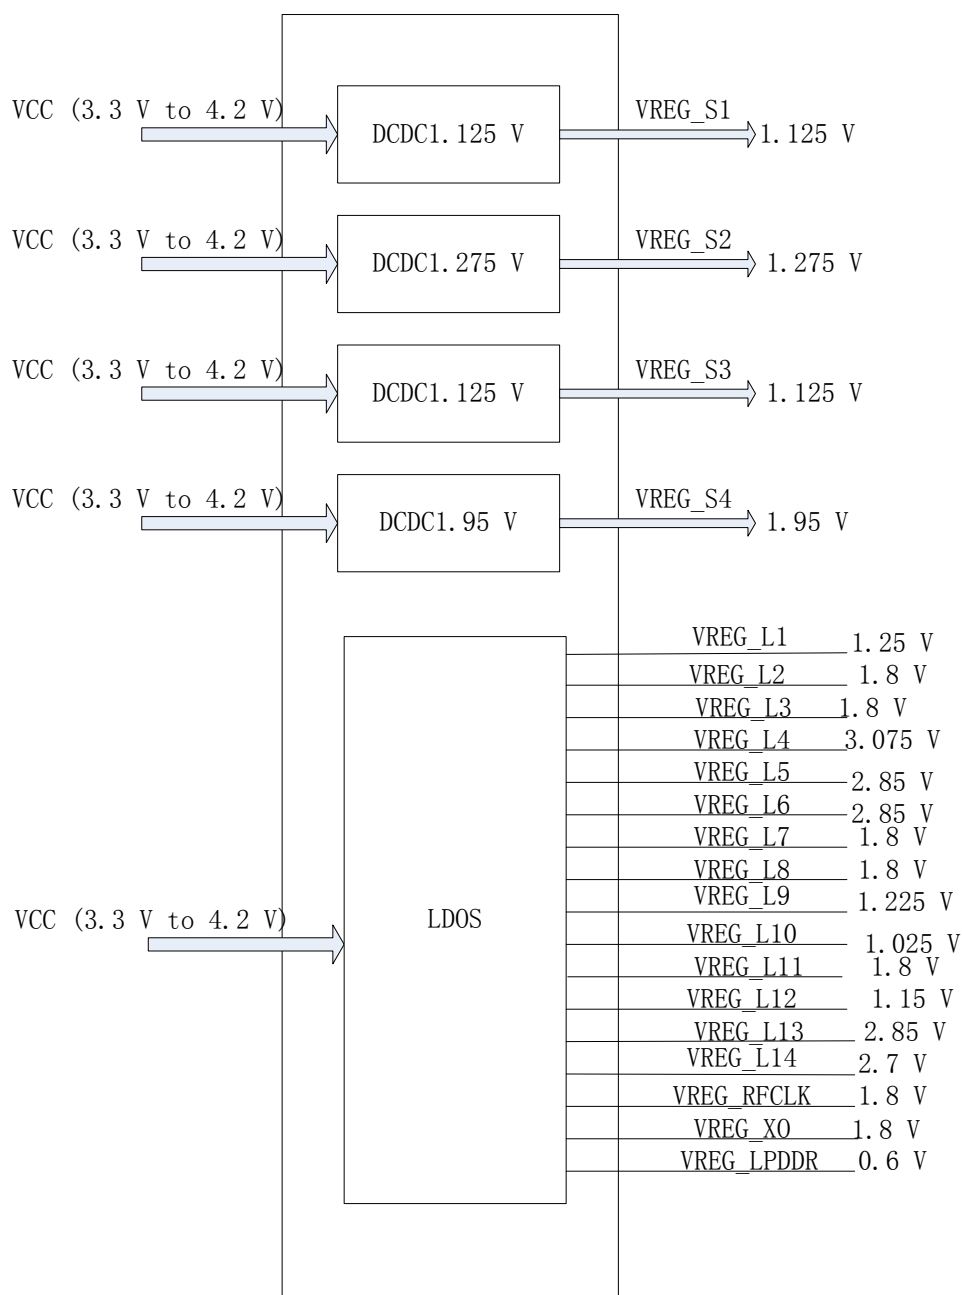 VCC (3.3 V to 4.2 V)
DCDC1.125 V
VREG_S1
1.125 V
VCC (3.3 V to 4.2 V)
DCDC1.275 V
VREG_S2
1.275 V
VCC (3.3 V to 4.2 V)
DCDC1.125 V
VREG_S3
1.125 V
VCC (3.3 V to 4.2 V)
DCDC1.95 V
VREG_S4
1.95 V
VCC (3.3 V to 4.2 V)
LDOS
VREG_L1 1.25 V
VREG_L2 1.8 V
VREG_L3 1.8 V
VREG_L4 3.075 V
VREG_L5 2.85 V
VREG_L6 2.85 V
VREG_L7 1.8 V
VREG_L8 1.8 V
VREG_L9 1.225 V
VREG_L10 1.025 V
VREG_L11 1.8 V
VREG_L12 1.15 V
VREG_L13 2.85 V
VREG_L14 2.7 V
VREG_RFCLK 1.8 V
VREG_XO 1.8 V
VREG_LPDDR 0.6 V